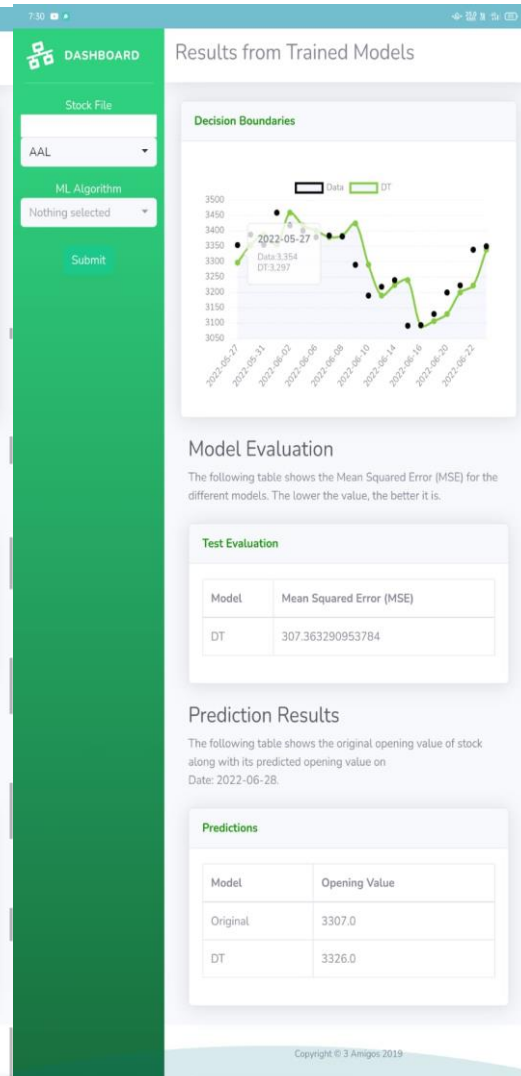 7:30
DASHBOARD
Stock File
AAL
ML Algorithm
Nothing selected
Submit
Results from Trained Models
Decision Boundaries
Data DT
3500
3450
3400
3350
3300
3250
3200
3150
3100
3050
2022-05-27
Data:3,354
DT:3,297
2022-05-27
2022-05-31
2022-06-02
2022-06-06
2022-06-08
2022-06-10
2022-06-14
2022-06-16
2022-06-20
2022-06-22
Model Evaluation
The following table shows the Mean Squared Error (MSE) for the
different models. The lower the value, the better it is.
Test Evaluation
Model Mean Squared Error (MSE)
DT 307.363290953784
Prediction Results
The following table shows the original opening value of stock
along with its predicted opening value on
Date: 2022-06-28.
Predictions
Model Opening Value
Original 3307.0
DT 3326.0
Copyright © 3 Amigos 2019